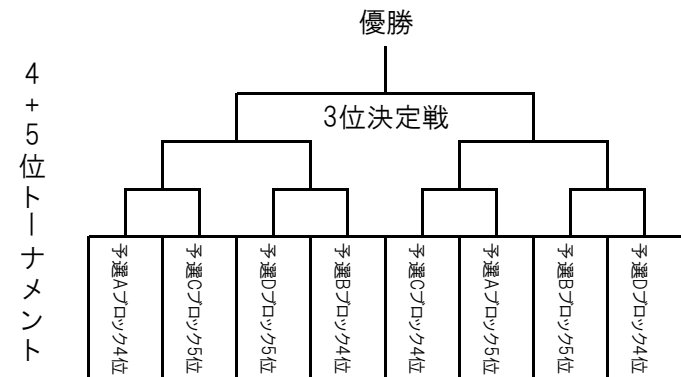 優勝
3位決定戦
4+5位トーナメント
予選Aブロック4位
予選Cブロック5位
予選Dブロック5位
予選Bブロック4位
予選Cブロック4位
予選Aブロック5位
予選Bブロック5位
予選Dブロック4位